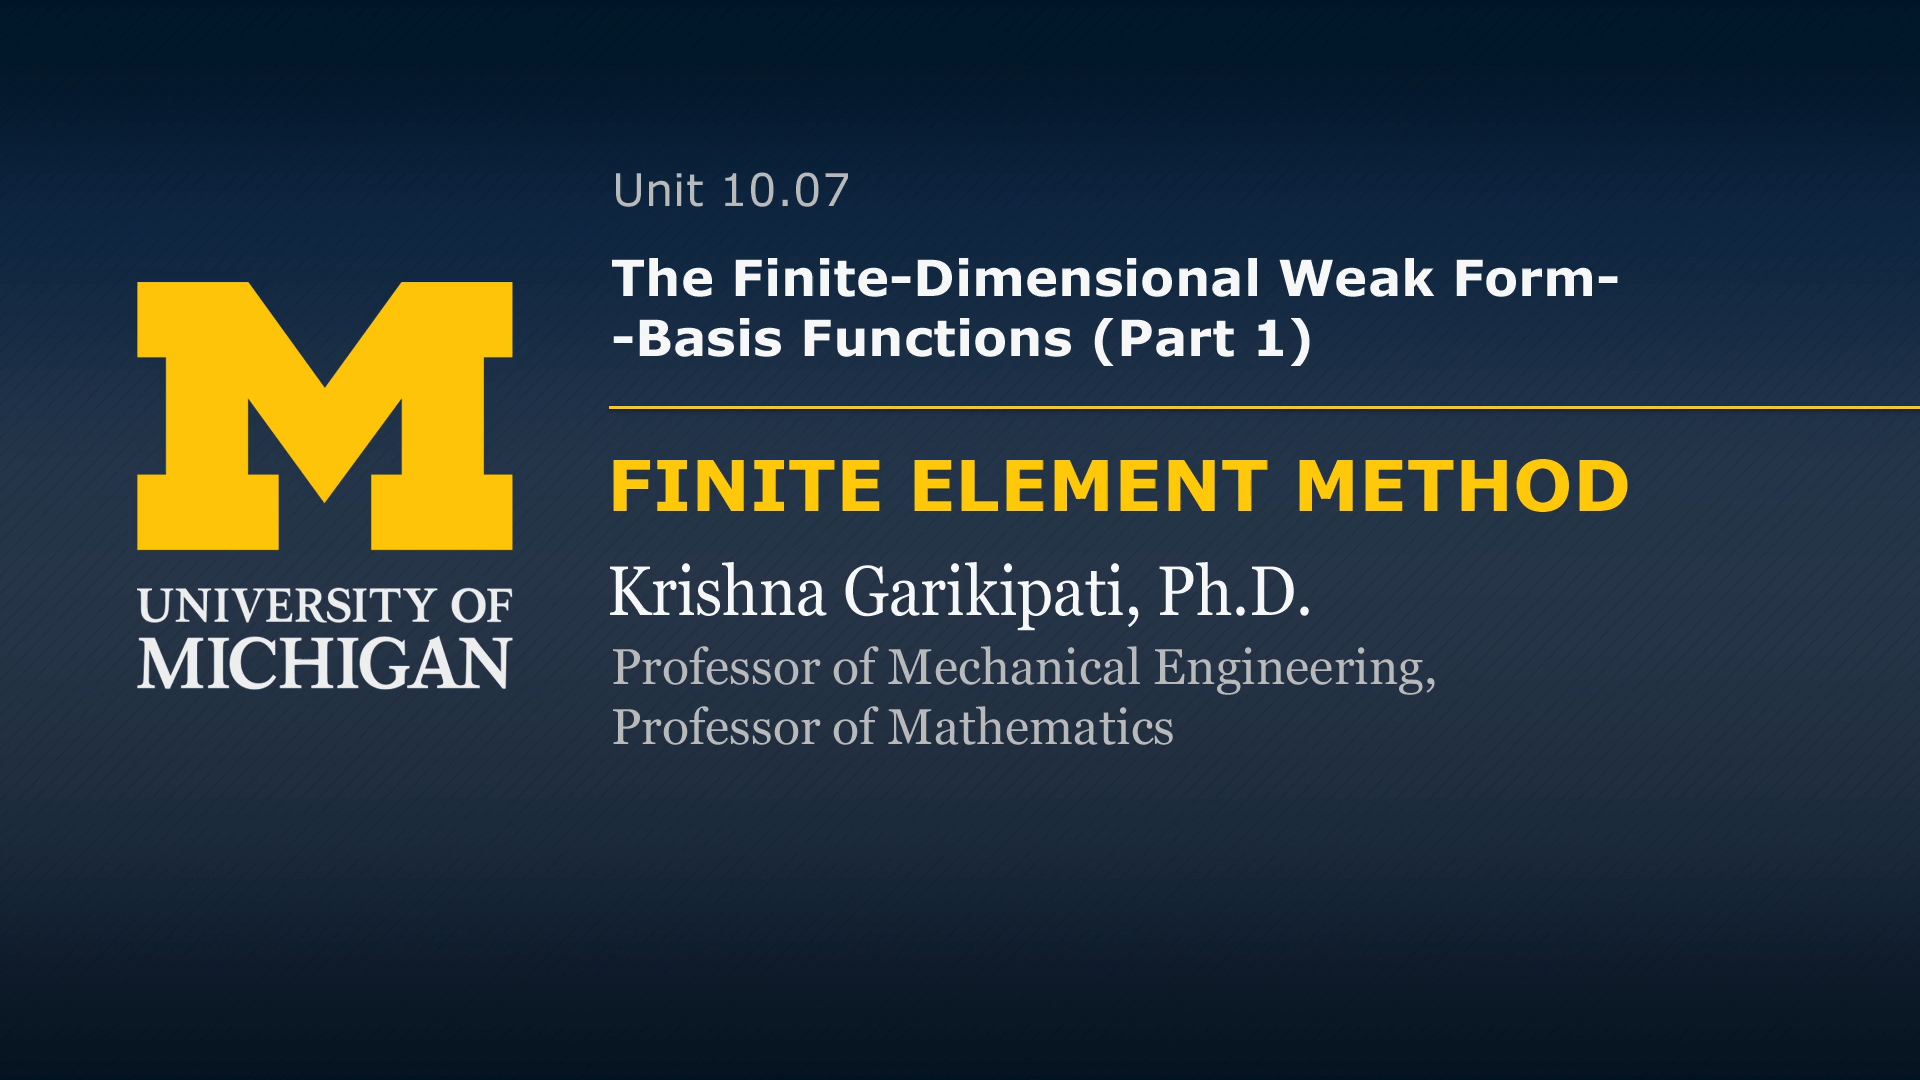 Unit 10.07
The Finite-Dimensional Weak Form-
-Basis Functions (Part 1)
FINITE ELEMENT METHOD
Krishna Garikipati, Ph.D.
Professor of Mechanical Engineering,
Professor of Mathematics
M
UNIVERSITY OF
MICHIGAN